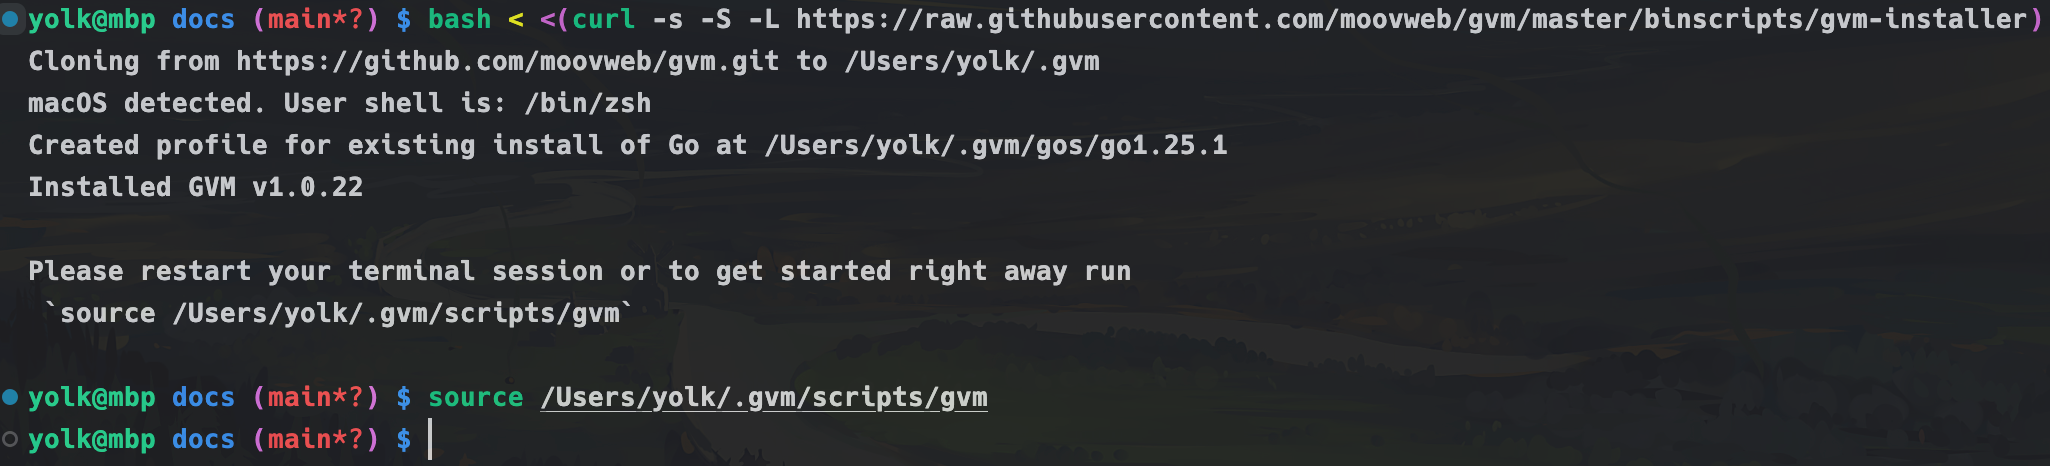 yolk@mbp docs (main*?) $ bash < <(curl -s -S -L https://raw.githubusercontent.com/moovweb/gvm/master/binscripts/gvm-installer)
Cloning from https://github.com/moovweb/gvm.git to /Users/yolk/.gvm
macOS detected. User shell is: /bin/zsh
Created profile for existing install of Go at /Users/yolk/.gvm/gos/go1.25.1
Installed GVM v1.0.22
Please restart your terminal session or to get started right away run
`source /Users/yolk/.gvm/scripts/gvm`
yolk@mbp docs (main*?) $ source /Users/yolk/.gvm/scripts/gvm
yolk@mbp docs (main*?) $